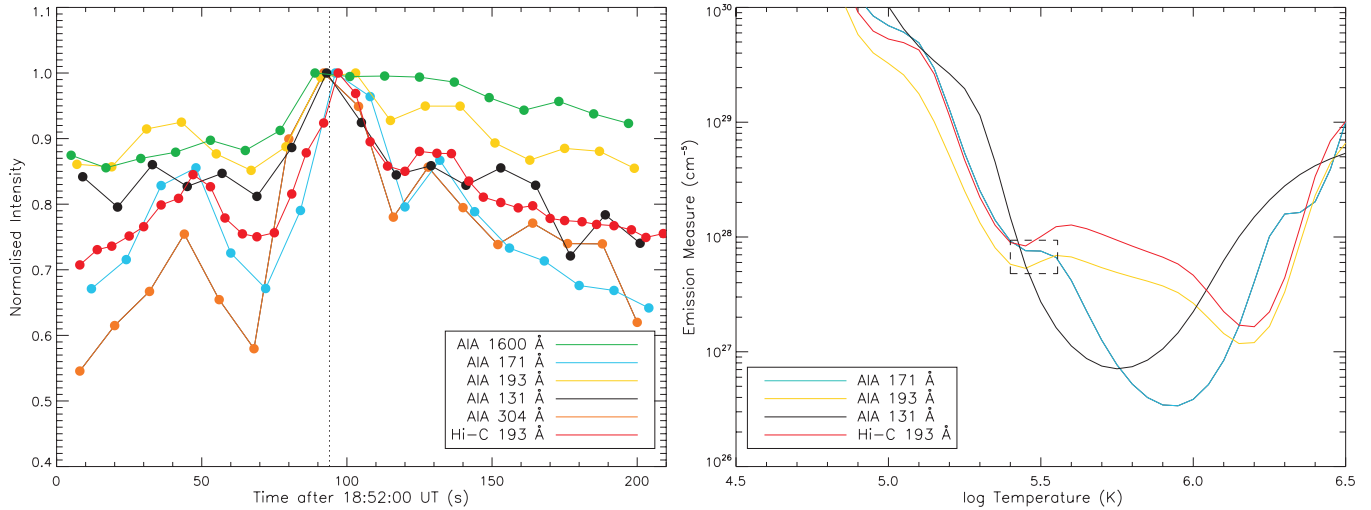 Normalised Intensity
1.1
1.0
0.9
0.8
0.7
0.6
0.5
0.4
0 50 100 150 200
Time after 18:52:00 UT (s)
AIA 1600 Å
AIA 171 Å
AIA 193 Å
AIA 131 Å
AIA 304 Å
Hi-C 193 Å
Emission Measure (cm⁻⁵)
10³⁰
10²⁹
10²⁸
10²⁷
10²⁶
4.5 5.0 5.5 6.0 6.5
log Temperature (K)
AIA 171 Å
AIA 193 Å
AIA 131 Å
Hi-C 193 Å